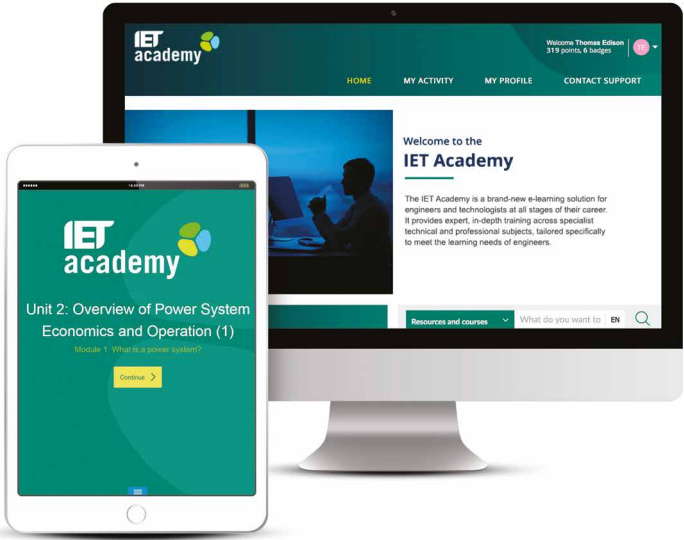 IET
academy
Welcome Thomas Edison
319 points, 6 badges
TE
HOME MY ACTIVITY MY PROFILE CONTACT SUPPORT
Welcome to the
IET Academy
The IET Academy is a brand-new e-learning solution for
engineers and technologists at all stages of their career.
It provides expert, in-depth training across specialist
technical and professional subjects, tailored specifically
to meet the learning needs of engineers.
Resources and courses What do you want to EN
IET
academy
Unit 2: Overview of Power System
Economics and Operation (1)
Module 1: What is a power system?
Continue